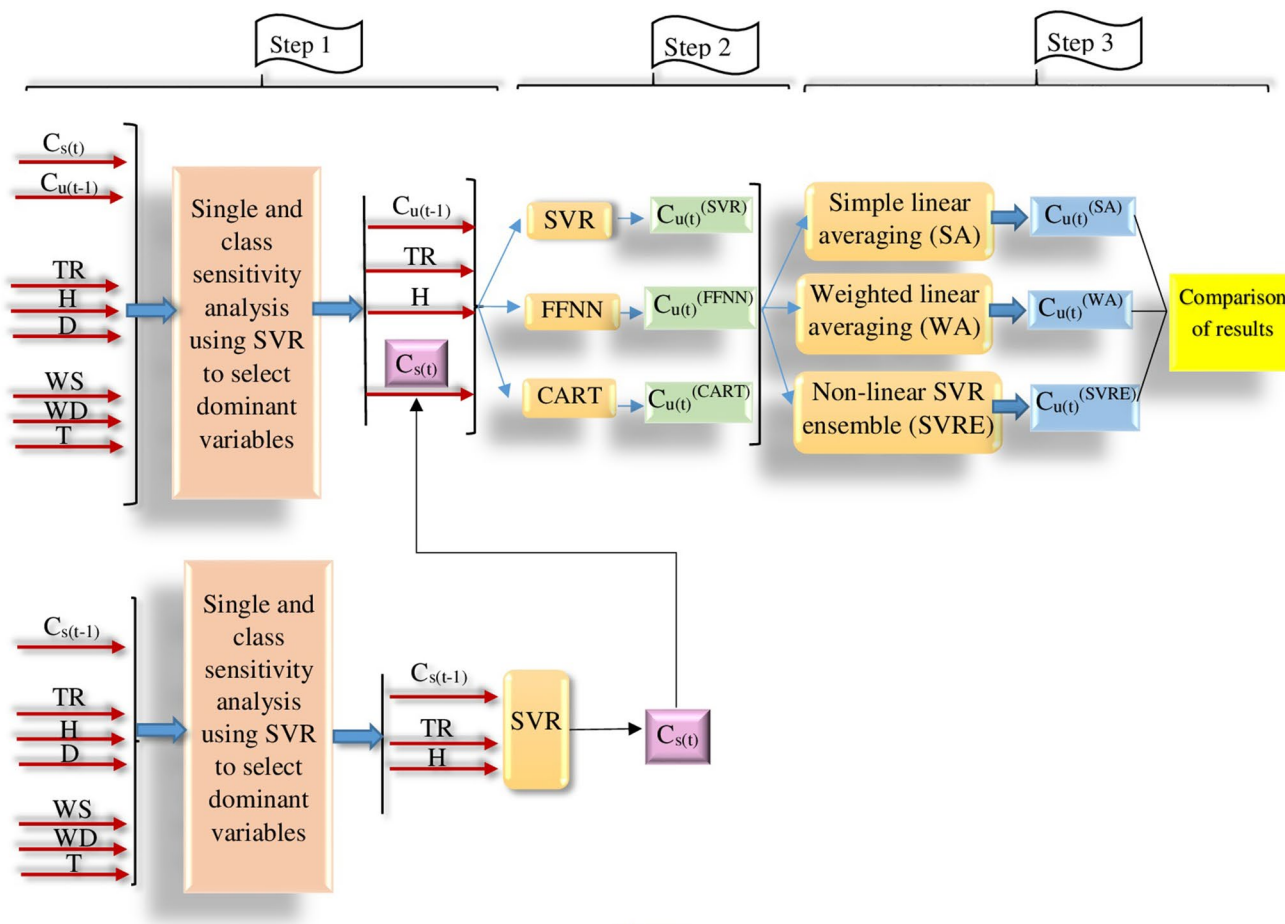 Step 1
Step 2
Step 3
Cs(t)
Cu(t-1)
TR
H
D
WS
WD
T
Single and
class
sensitivity
analysis
using SVR
to select
dominant
variables
Cu(t-1)
TR
H
Cs(t)
SVR
FFNN
CART
Cu(t)(SVR)
Cu(t)(FFNN)
Cu(t)(CART)
Simple linear
averaging (SA)
Weighted linear
averaging (WA)
Non-linear SVR
ensemble (SVRE)
Cu(t)(SA)
Cu(t)(WA)
Cu(t)(SVRE)
Comparison
of results
Cs(t-1)
TR
H
D
WS
WD
T
Single and
class
sensitivity
analysis
using SVR
to select
dominant
variables
Cs(t-1)
TR
H
SVR
Cs(t)